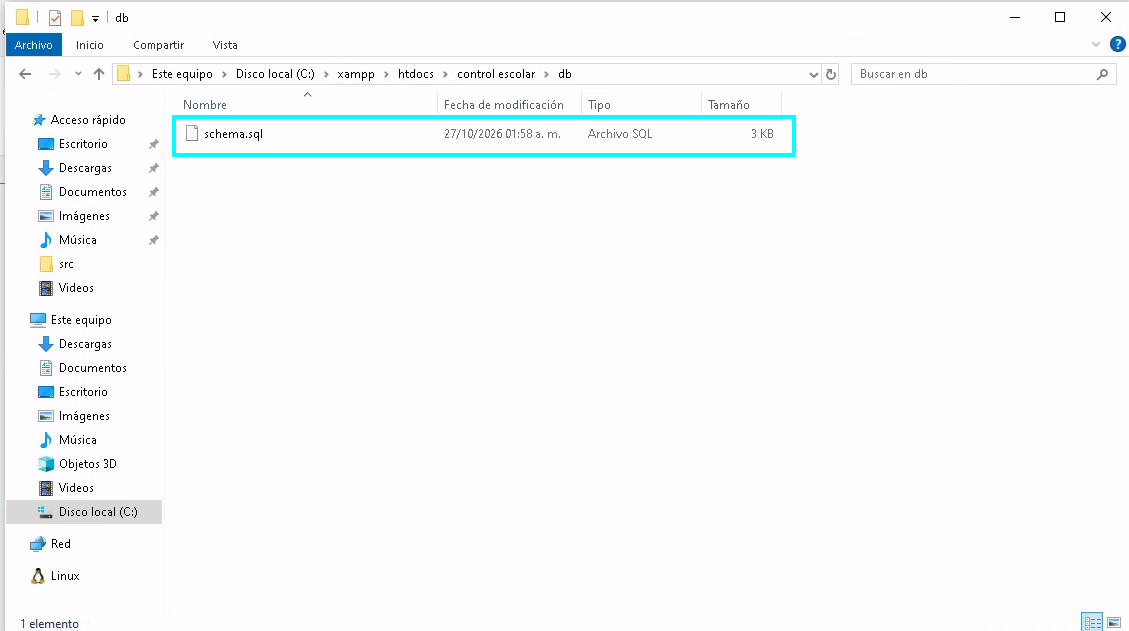 db
Archivo Inicio Compartir Vista
Este equipo Disco local (C:) xampp htdocs control escolar db
Buscar en db
Nombre Fecha de modificación Tipo Tamaño
schema.sql 27/10/2026 01:58 a. m. Archivo SQL 3 KB
Acceso rápido
Escritorio
Descargas
Documentos
Imágenes
Música
src
Videos
Este equipo
Descargas
Documentos
Escritorio
Imágenes
Música
Objetos 3D
Videos
Disco local (C:)
Red
Linux
1 elemento